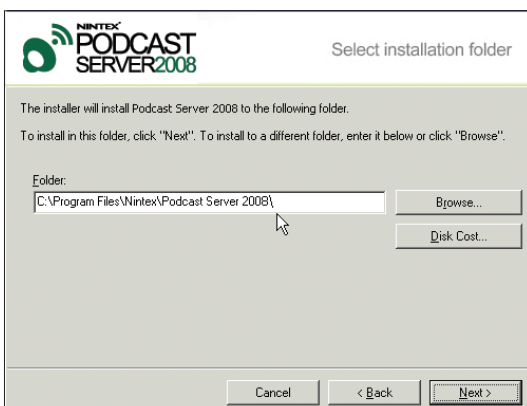 NINTEX
PODCAST
SERVER2008
Select installation folder
The installer will install Podcast Server 2008 to the following folder.
To install in this folder, click "Next". To install to a different folder, enter it below or click "Browse".
Folder:
C:\Program Files\Nintex\Podcast Server 2008\
Browse...
Disk Cost...
Cancel
< Back
Next >